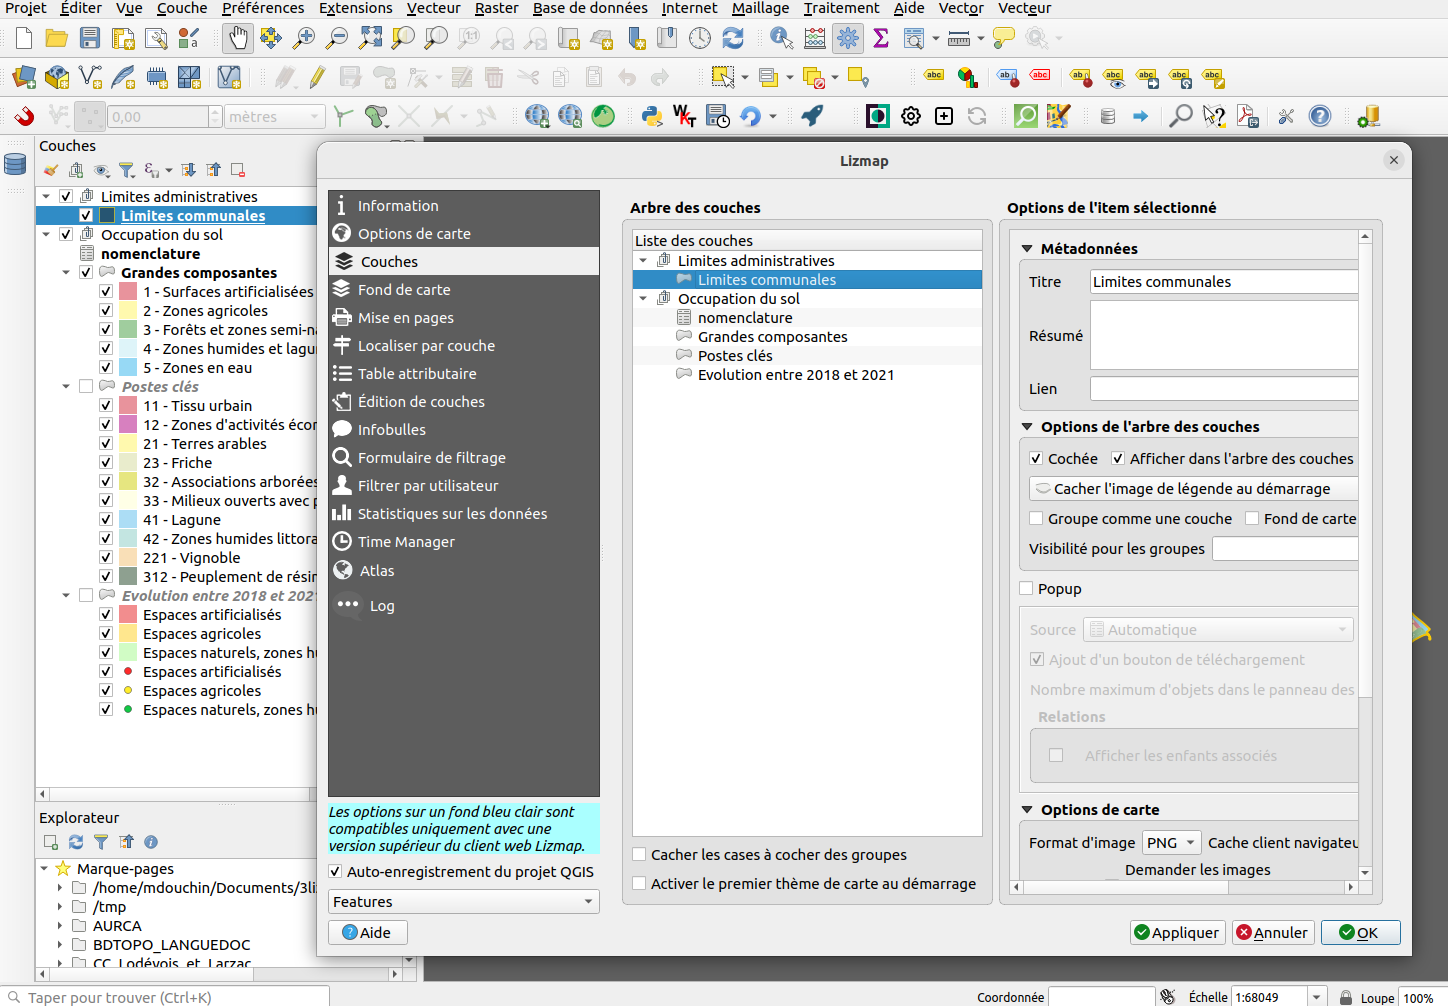 Projet Éditer Vue Couche Préférences Extensions Vecteur Raster Base de données Internet Maillage Traitement Aide Vector Vecteur
0,00 mètres
Couches
Limites administratives
Limites communales
Occupation du sol
nomenclature
Grandes composantes
1 - Surfaces artificialisées
2 - Zones agricoles
3 - Forêts et zones semi-na
4 - Zones humides et lagu
5 - Zones en eau
Postes clés
11 - Tissu urbain
12 - Zones d'activités écon
21 - Terres arables
23 - Friche
32 - Associations arborées
33 - Milieux ouverts avec p
41 - Lagune
42 - Zones humides littora
221 - Vignoble
312 - Peuplement de résin
Evolution entre 2018 et 2021
Espaces artificialisés
Espaces agricoles
Espaces naturels, zones hu
Espaces artificialisés
Espaces agricoles
Espaces naturels, zones hu
Explorateur
Marque-pages
/home/mdouchin/Documents/3liz
/tmp
AURCA
BDTOPO_LANGUEDOC
CC_Lodévois_et_Larzac
Taper pour trouver (Ctrl+K)
Lizmap
Information
Options de carte
Couches
Fond de carte
Mise en pages
Localiser par couche
Table attributaire
Édition de couches
Infobulles
Formulaire de filtrage
Filtrer par utilisateur
Statistiques sur les données
Time Manager
Atlas
Log
Les options sur un fond bleu clair sont
compatibles uniquement avec une
version supérieur du client web Lizmap.
Auto-enregistrement du projet QGIS
Features
Aide
Arbre des couches
Liste des couches
Limites administratives
Limites communales
Occupation du sol
nomenclature
Grandes composantes
Postes clés
Evolution entre 2018 et 2021
Cacher les cases à cocher des groupes
Activer le premier thème de carte au démarrage
Options de l'item sélectionné
Métadonnées
Titre Limites communales
Résumé
Lien
Options de l'arbre des couches
Cochée Afficher dans l'arbre des couches
Cacher l'image de légende au démarrage
Groupe comme une couche Fond de carte
Visibilité pour les groupes
Popup
Source Automatique
Ajout d'un bouton de téléchargement
Nombre maximum d'objets dans le panneau des
Relations
Afficher les enfants associés
Options de carte
Format d'image PNG Cache client navigateu
Demander les images
Appliquer Annuler OK
Coordonnée Échelle 1:68049 Loupe 100%